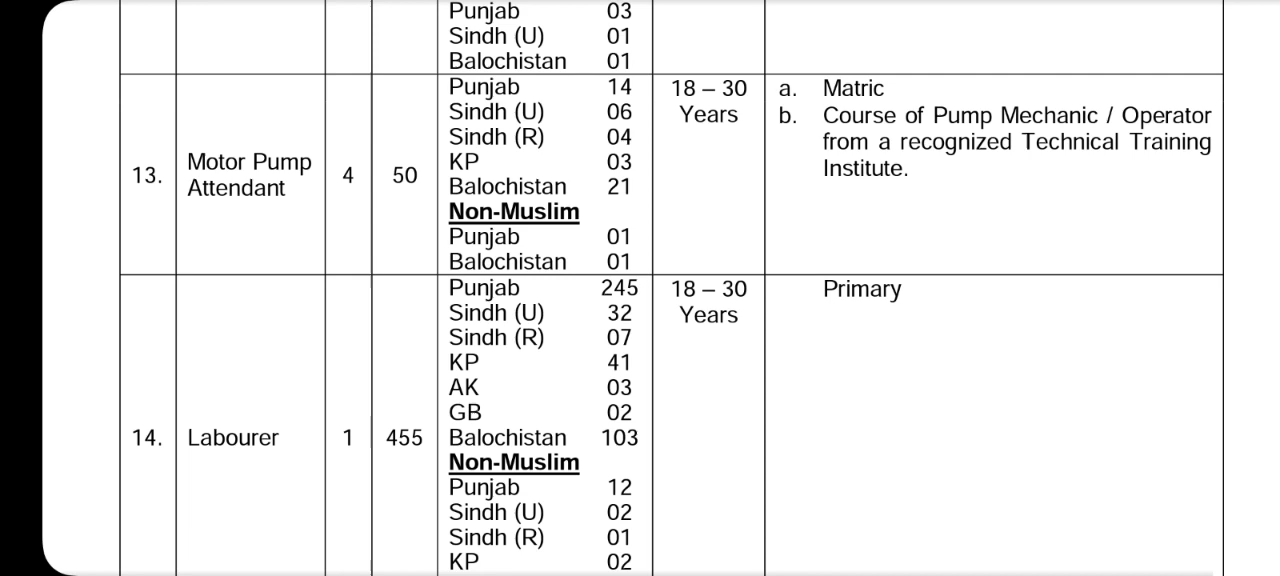 Punjab 03
Sindh (U) 01
Balochistan 01
13. Motor Pump Attendant 4 50
Punjab 14
Sindh (U) 06
Sindh (R) 04
KP 03
Balochistan 21
Non-Muslim
Punjab 01
Balochistan 01
18 – 30
Years
a. Matric
b. Course of Pump Mechanic / Operator
from a recognized Technical Training
Institute.
14. Labourer 1 455
Punjab 245
Sindh (U) 32
Sindh (R) 07
KP 41
AK 03
GB 02
Balochistan 103
Non-Muslim
Punjab 12
Sindh (U) 02
Sindh (R) 01
KP 02
18 – 30
Years
Primary